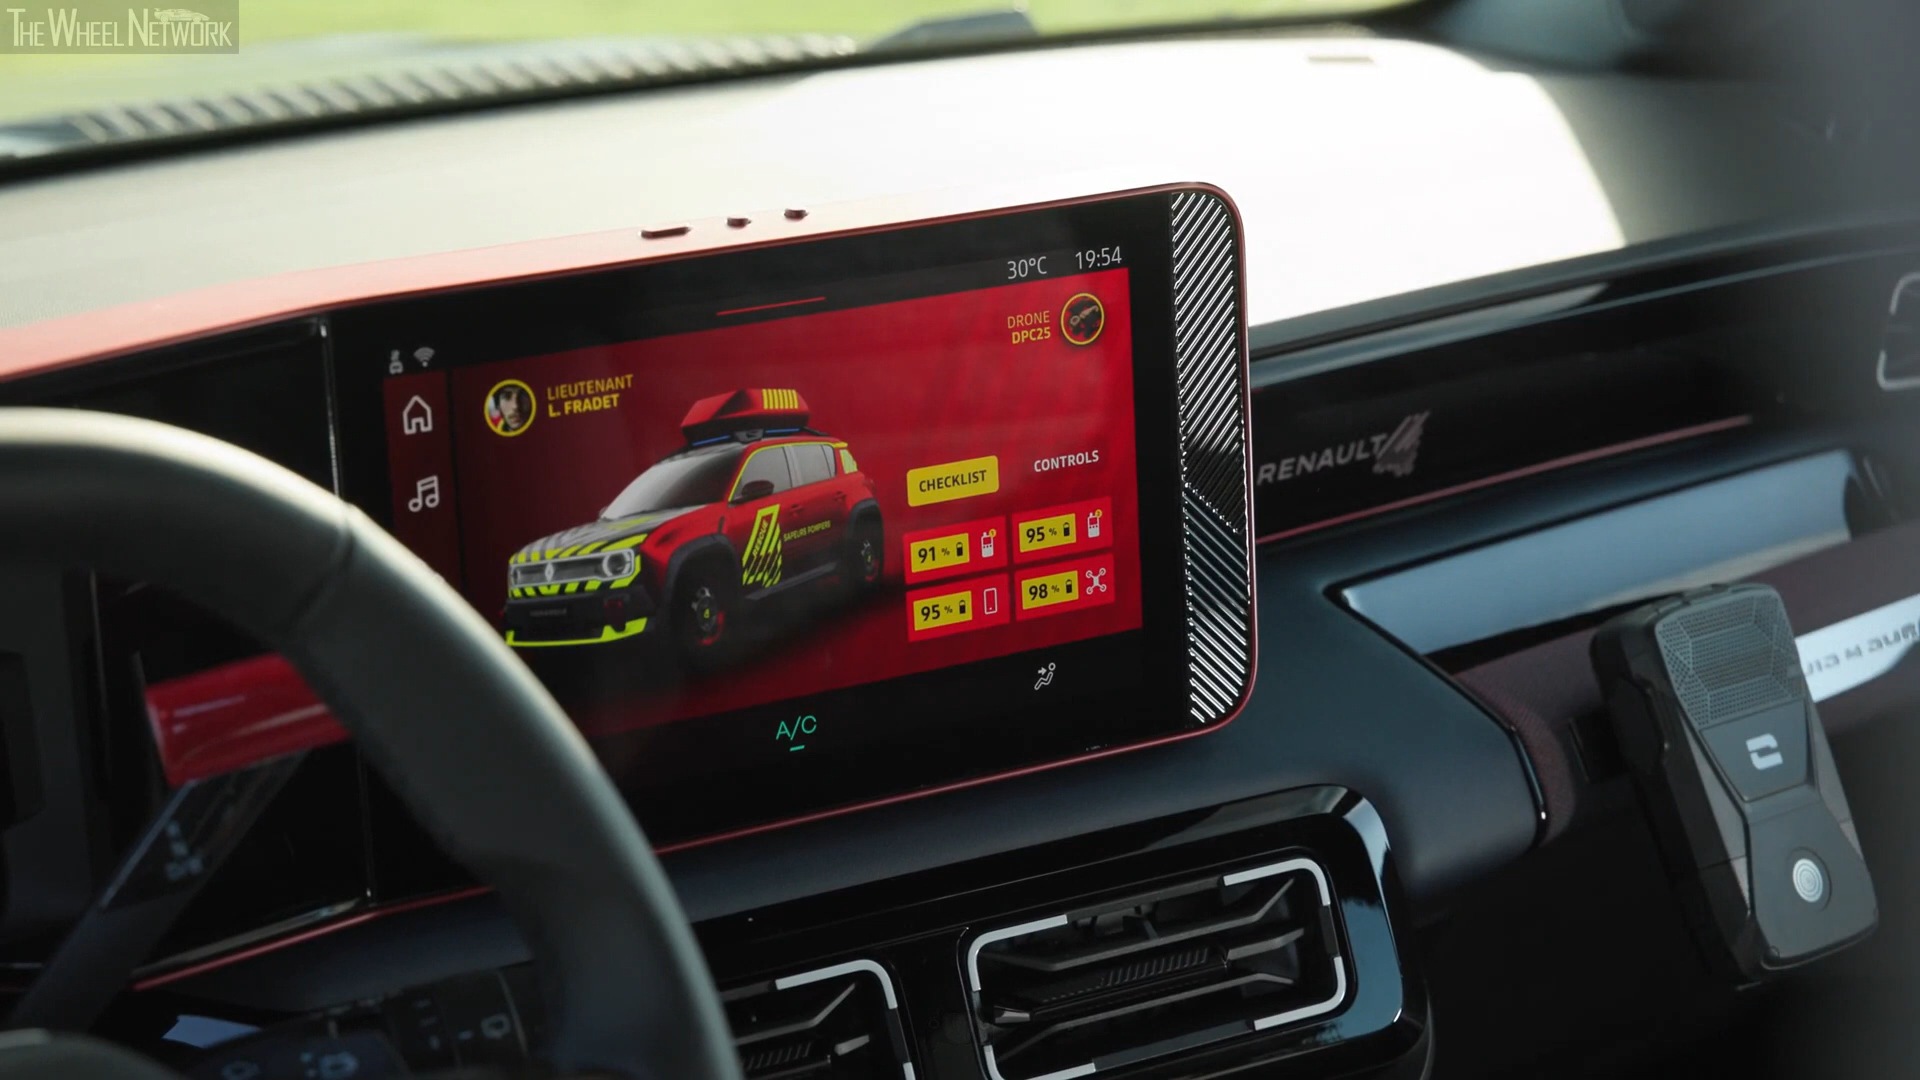 THE WHEEL NETWORK
30°C 19:54
DRONE
DPC25
LIEUTENANT
L. FRADET
CHECKLIST
CONTROLS
RESCUE
SAPEURS POMPIERS
91 %
95 %
95 %
98 %
A/C
RENAULT